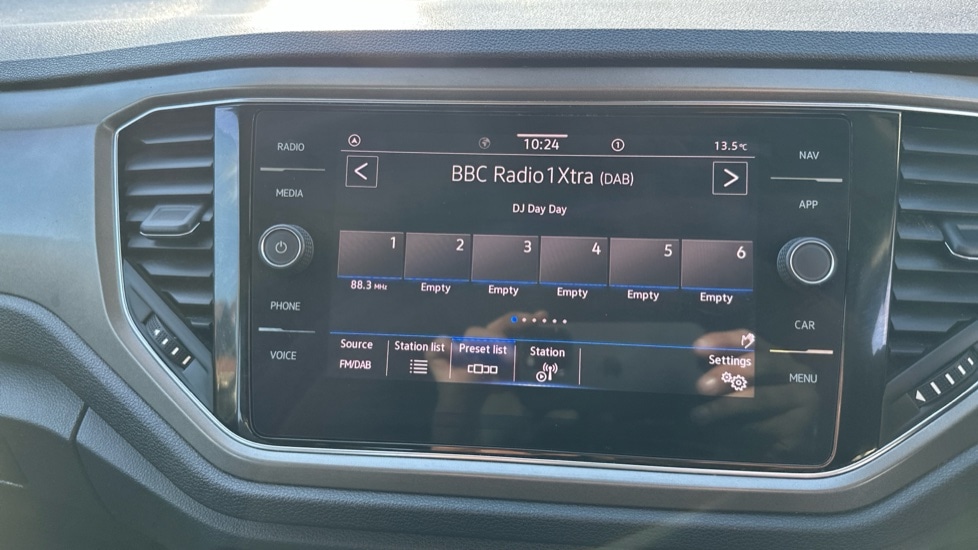 RADIO
MEDIA
PHONE
VOICE
10:24
1
13.5°C
<
BBC Radio 1Xtra (DAB)
>
DJ Day Day
1 2 3 4 5 6
88.3 MHz Empty Empty Empty Empty Empty
Source Station list Preset list Station Settings
FM/DAB
NAV
APP
CAR
MENU